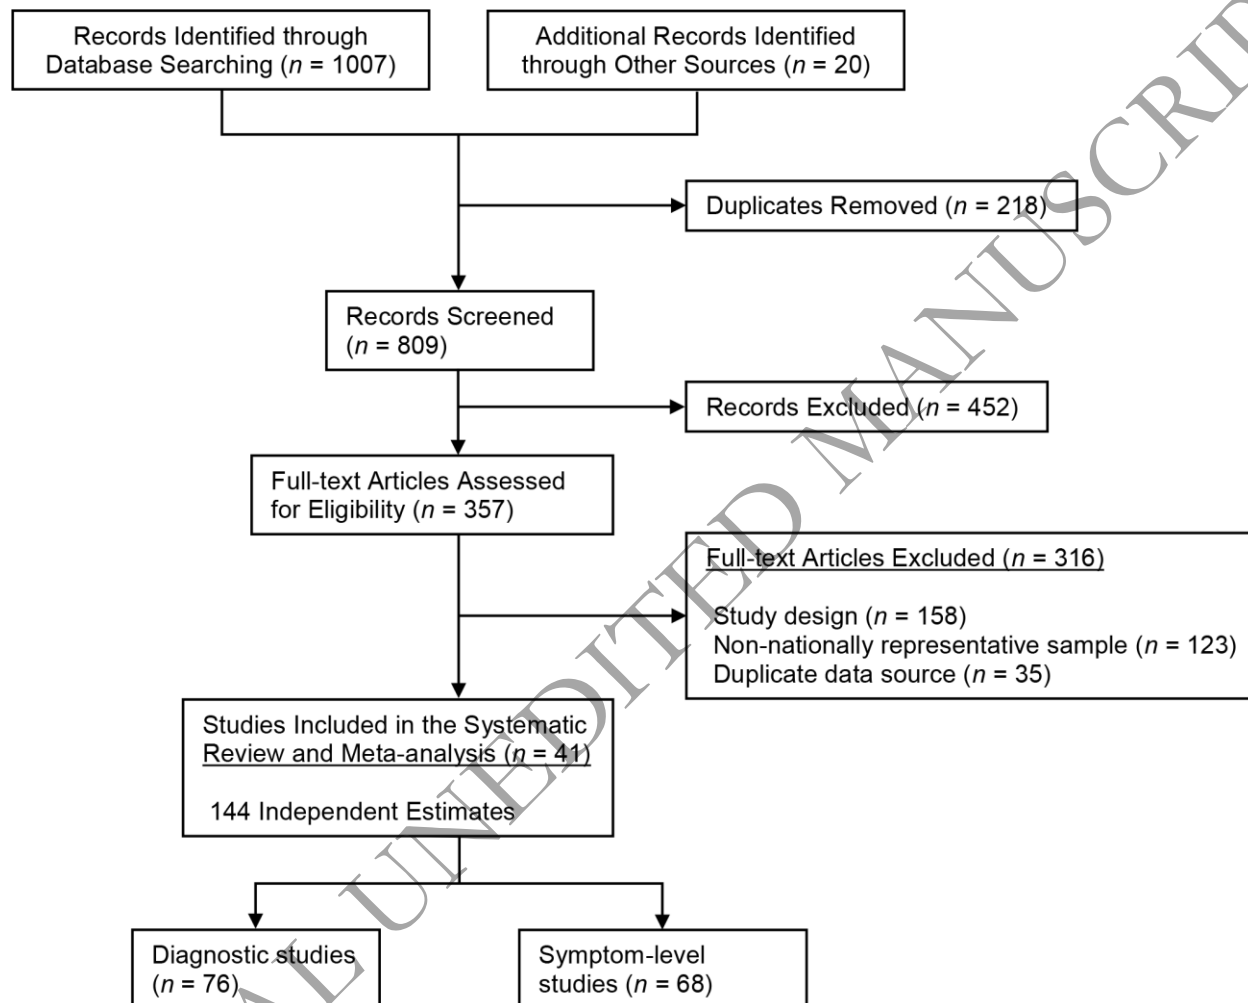 Records Identified through
Database Searching (n = 1007)
Additional Records Identified
through Other Sources (n = 20)
Duplicates Removed (n = 218)
Records Screened
(n = 809)
Records Excluded (n = 452)
Full-text Articles Assessed
for Eligibility (n = 357)
Full-text Articles Excluded (n = 316)
Study design (n = 158)
Non-nationally representative sample (n = 123)
Duplicate data source (n = 35)
Studies Included in the Systematic
Review and Meta-analysis (n = 41)
144 Independent Estimates
Diagnostic studies
(n = 76)
Symptom-level
studies (n = 68)
UNEDITED MANUSCRIP